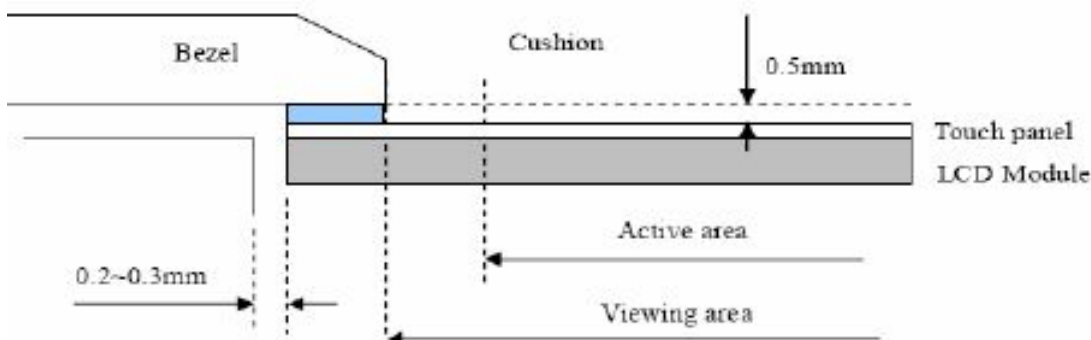 Bezel
Cushion
0.5mm
Touch panel
LCD Module
Active area
0.2~0.3mm
Viewing area